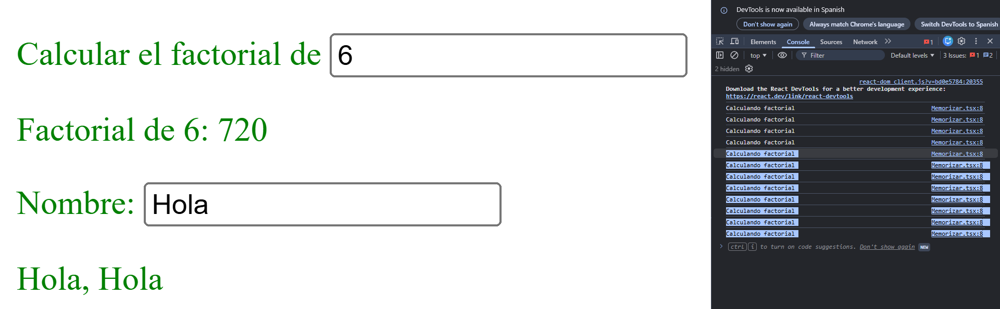 Calcular el factorial de 6
Factorial de 6: 720
Nombre: Hola
Hola, Hola
DevTools is now available in Spanish
Don't show again Always match Chrome's language Switch DevTools to Spanish
Elements Console Sources Network 1
top Filter Default levels 3 Issues: 1 2
2 hidden
react-dom_client.js?v=bd0e5784:20355
Download the React DevTools for a better development experience:
https://react.dev/link/react-devtools
Calculando factorial Memorizar.tsx:8
Calculando factorial Memorizar.tsx:8
Calculando factorial Memorizar.tsx:8
Calculando factorial Memorizar.tsx:8
Calculando factorial Memorizar.tsx:8
Calculando factorial Memorizar.tsx:8
Calculando factorial Memorizar.tsx:8
Calculando factorial Memorizar.tsx:8
Calculando factorial Memorizar.tsx:8
Calculando factorial Memorizar.tsx:8
Calculando factorial Memorizar.tsx:8
Calculando factorial Memorizar.tsx:8
ctrl i to turn on code suggestions. Don't show again NEW